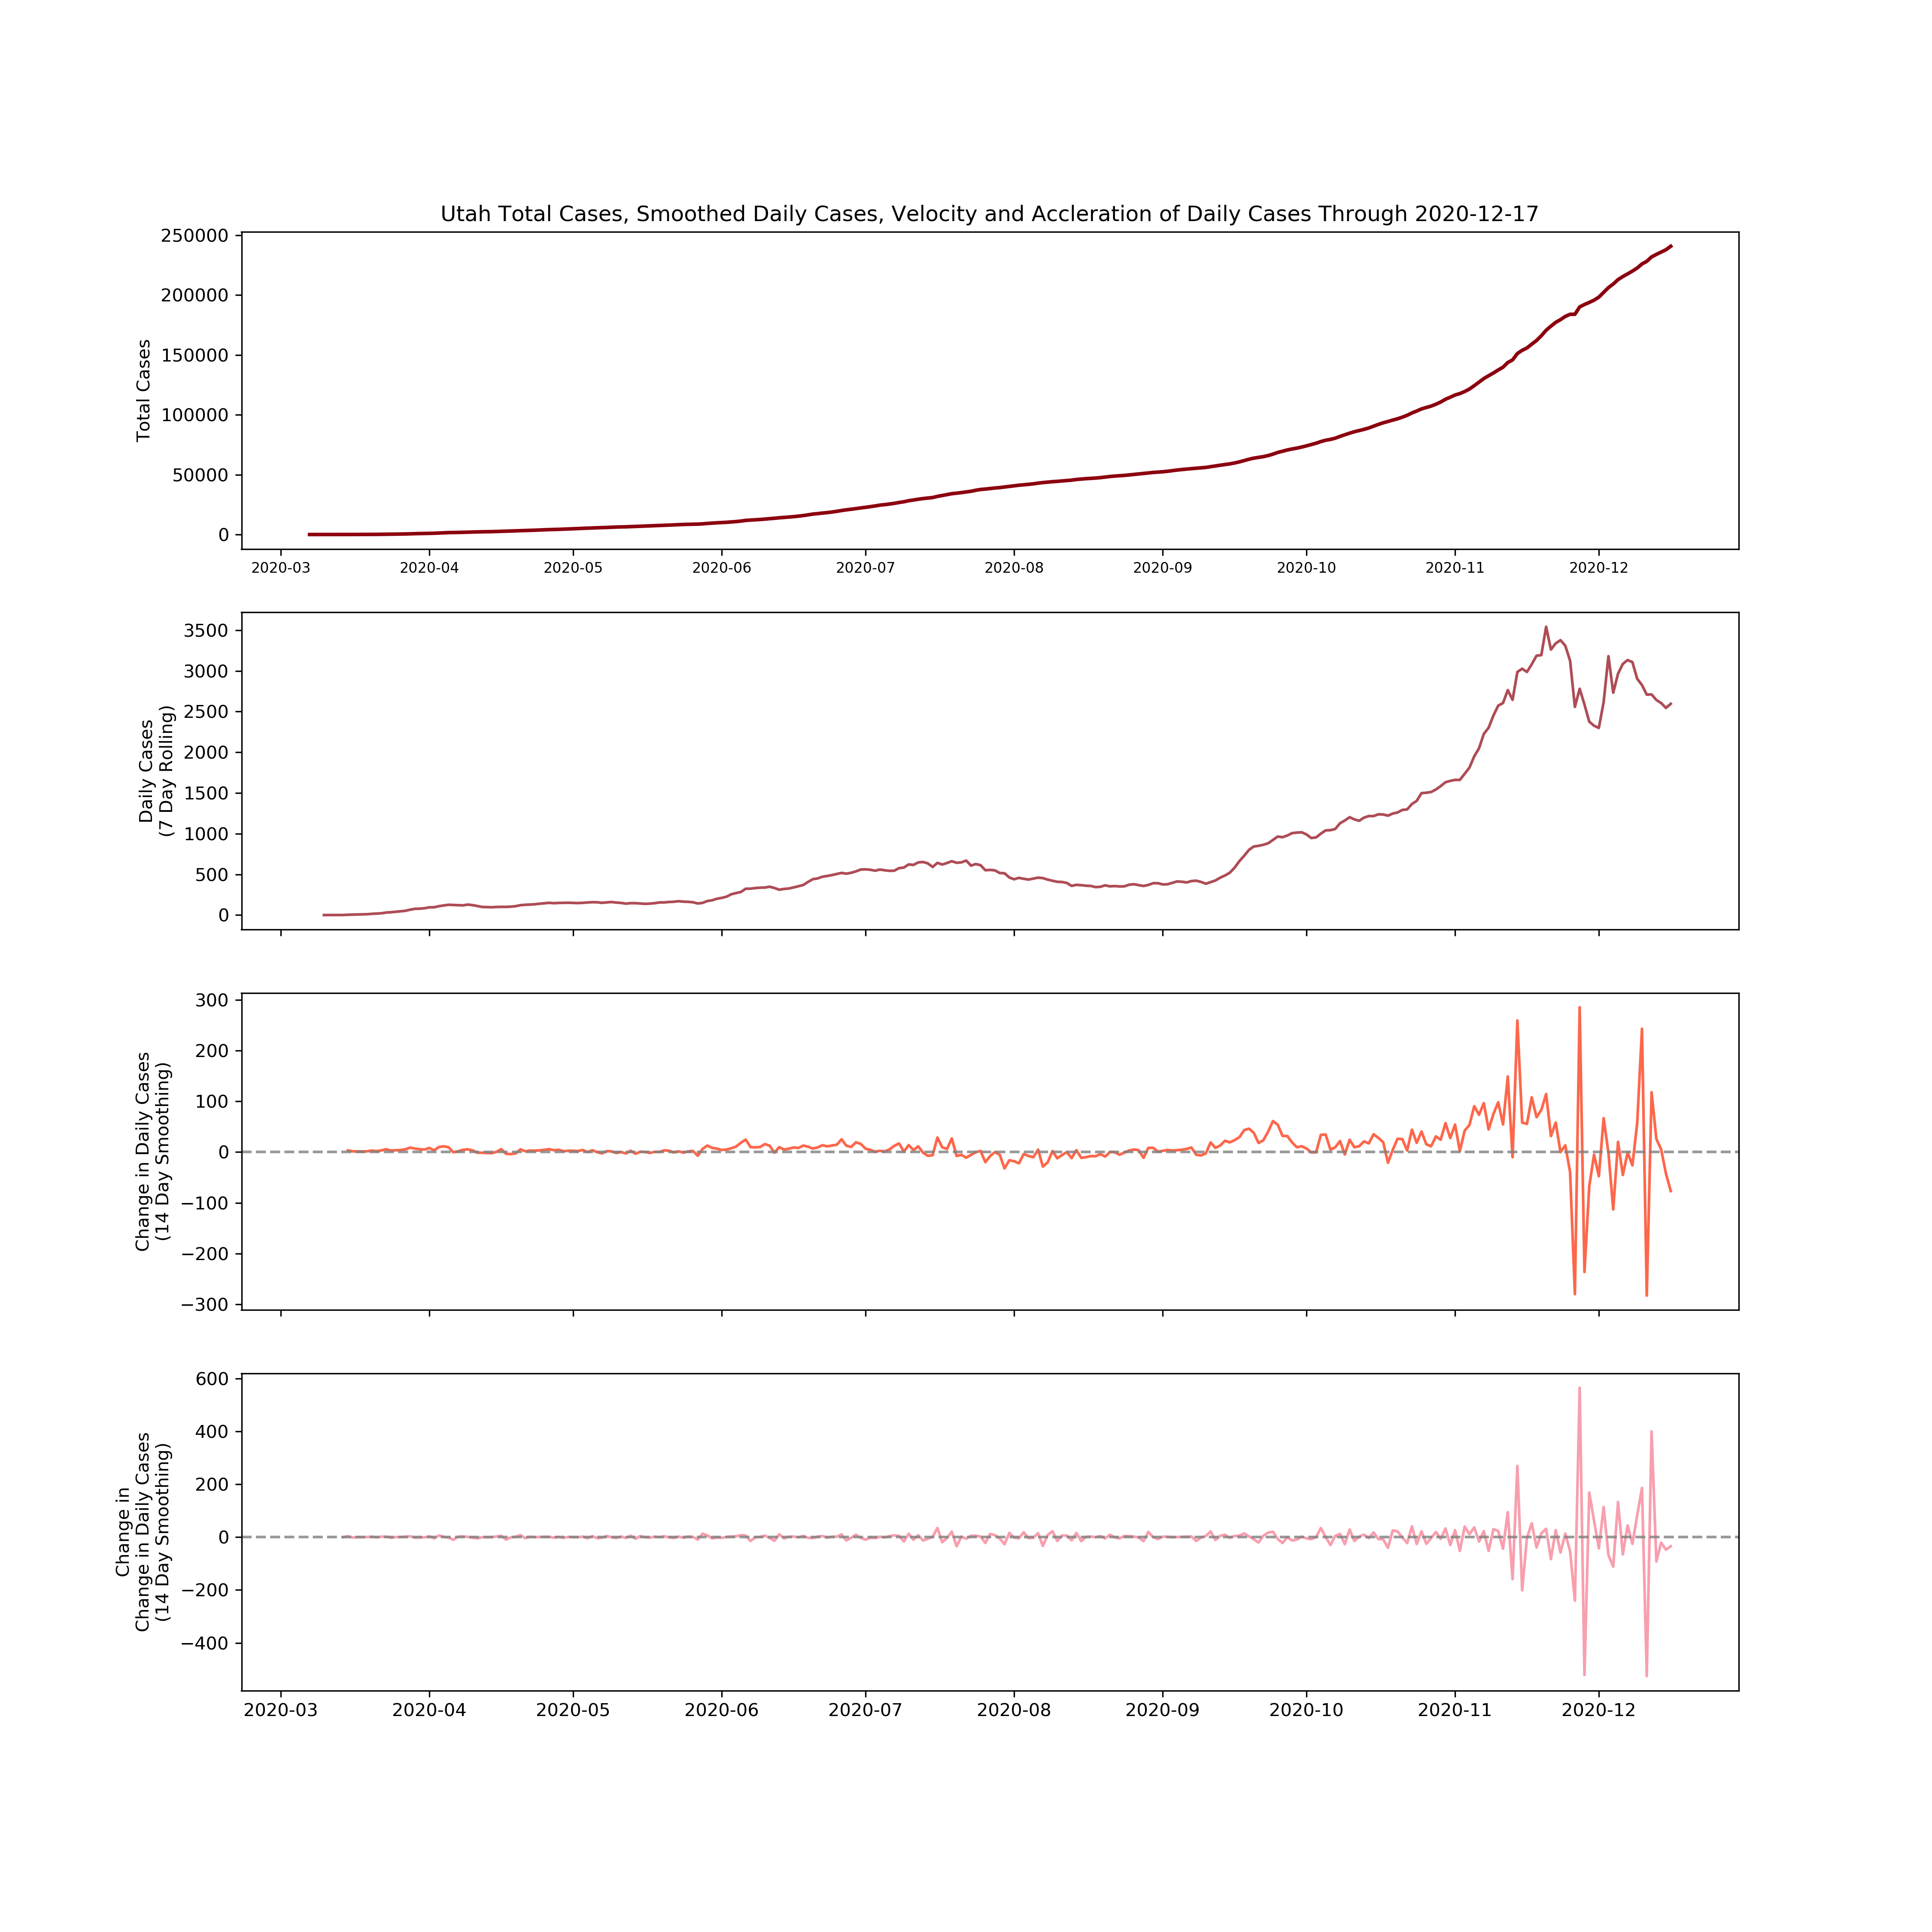 Utah Total Cases, Smoothed Daily Cases, Velocity and Accleration of Daily Cases Through 2020-12-17
Total Cases
250000
200000
150000
100000
50000
0
2020-03 2020-04 2020-05 2020-06 2020-07 2020-08 2020-09 2020-10 2020-11 2020-12
Daily Cases
(7 Day Rolling)
3500
3000
2500
2000
1500
1000
500
0
Change in Daily Cases
(14 Day Smoothing)
300
200
100
0
−100
−200
−300
Change in
Change in Daily Cases
(14 Day Smoothing)
600
400
200
0
−200
−400
2020-03 2020-04 2020-05 2020-06 2020-07 2020-08 2020-09 2020-10 2020-11 2020-12